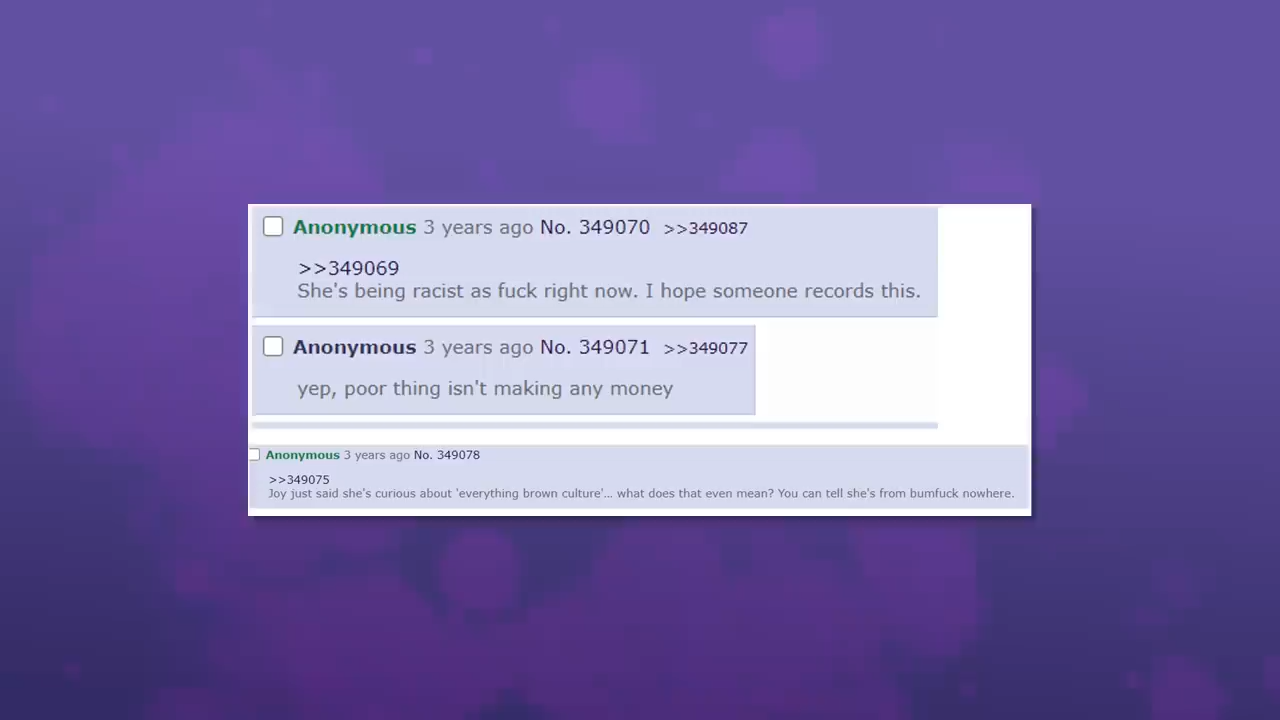 Anonymous 3 years ago No. 349070 >>349087
>>349069
She's being racist as fuck right now. I hope someone records this.
Anonymous 3 years ago No. 349071 >>349077
yep, poor thing isn't making any money
Anonymous 3 years ago No. 349078
>>349075
Joy just said she's curious about 'everything brown culture'... what does that even mean? You can tell she's from bumfuck nowhere.